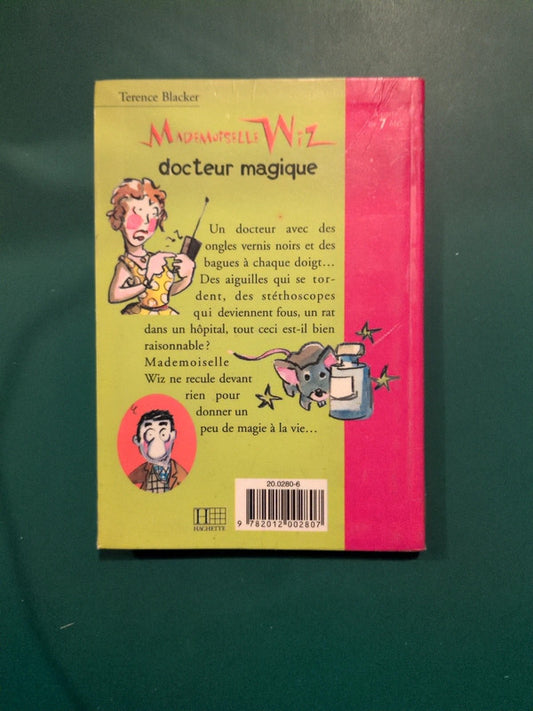 Terence Blacker
MADEMOISELLE WIZ
docteur magique
Un docteur avec des
ongles vernis noirs et des
bagues à chaque doigt...
Des aiguilles qui se tor-
dent, des stéthoscopes
qui deviennent fous, un rat
dans un hôpital, tout ceci est-il bien
raisonnable ?
Mademoiselle
Wiz ne recule devant
rien pour
donner un
peu de magie à la vie...
20.0280-6
9 782012 002807
H
HACHETTE
7